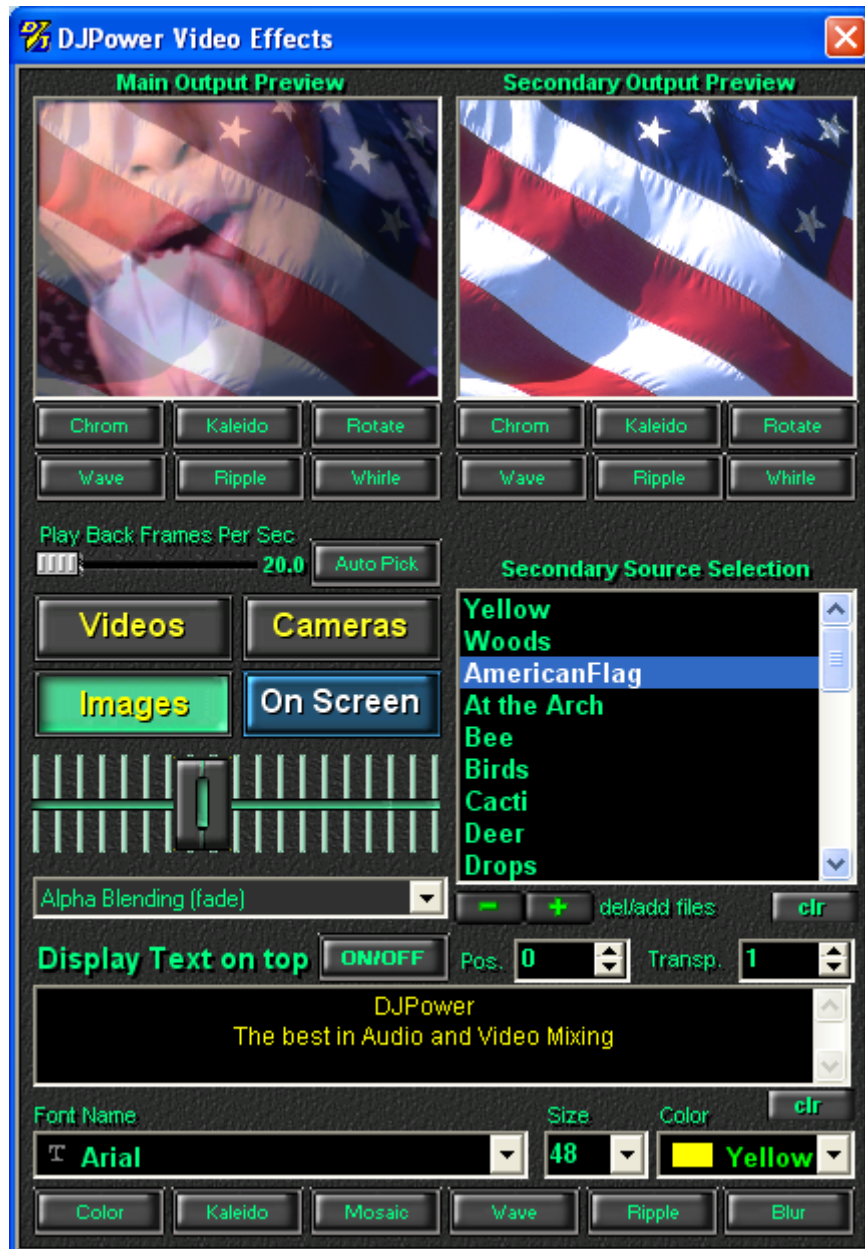 DJPower Video Effects
Main Output Preview
Secondary Output Preview
Chrom Kaleido Rotate
Chrom Kaleido Rotate
Wave Ripple Whirle
Wave Ripple Whirle
Play Back Frames Per Sec
20.0 Auto Pick
Secondary Source Selection
Videos Cameras
Images On Screen
Yellow
Woods
AmericanFlag
At the Arch
Bee
Birds
Cacti
Deer
Drops
Alpha Blending (fade)
- + del/add files clr
Display Text on top ON/OFF Pos. 0 Transp. 1
DJPower
The best in Audio and Video Mixing
clr
Font Name Size Color
Arial 48 Yellow
Color Kaleido Mosaic Wave Ripple Blur